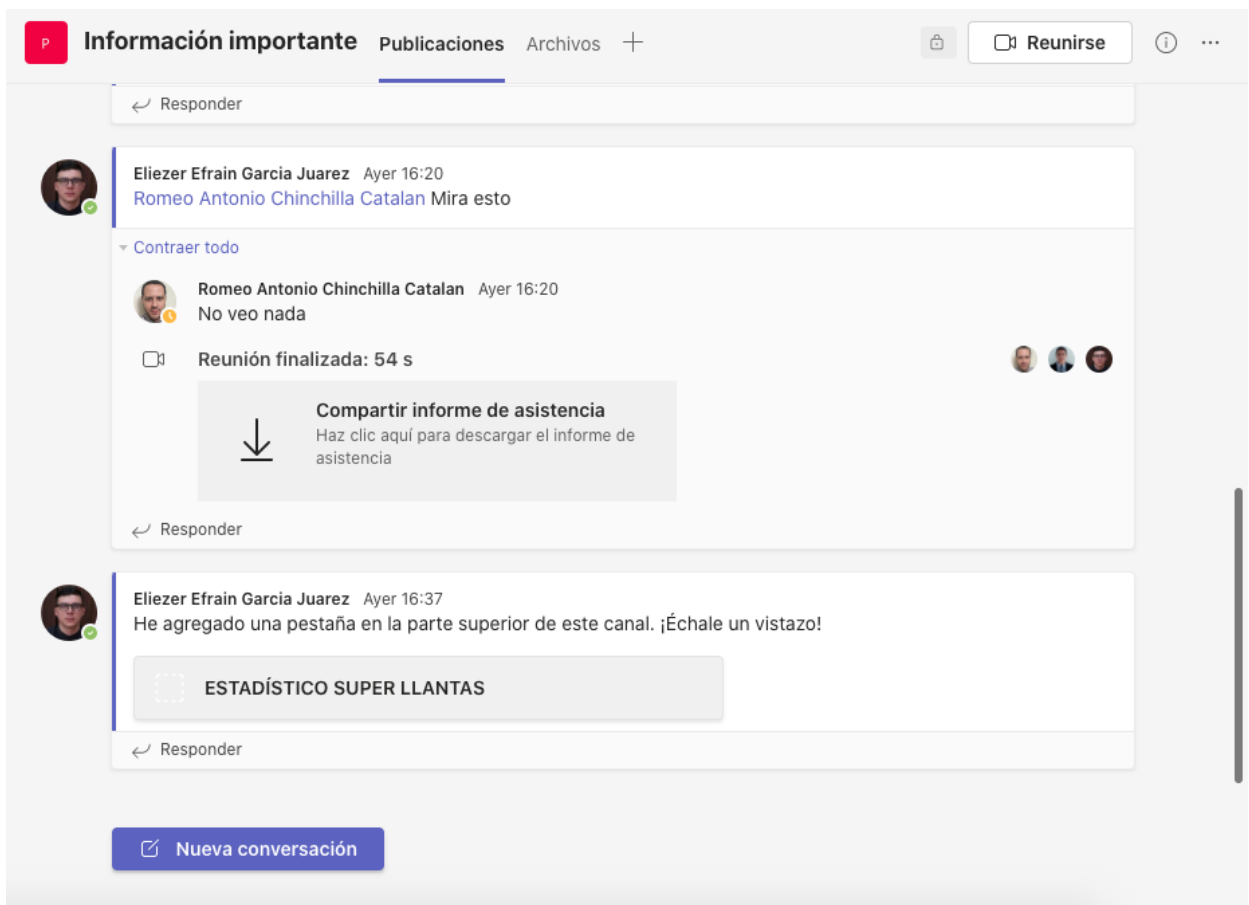 P
Información importante
Publicaciones
Archivos
Reunirse
Responder
Eliezer Efrain Garcia Juarez Ayer 16:20
Romeo Antonio Chinchilla Catalan Mira esto
Contraer todo
Romeo Antonio Chinchilla Catalan Ayer 16:20
No veo nada
Reunión finalizada: 54 s
Compartir informe de asistencia
Haz clic aquí para descargar el informe de
asistencia
Responder
Eliezer Efrain Garcia Juarez Ayer 16:37
He agregado una pestaña en la parte superior de este canal. ¡Échale un vistazo!
ESTADÍSTICO SUPER LLANTAS
Responder
Nueva conversación